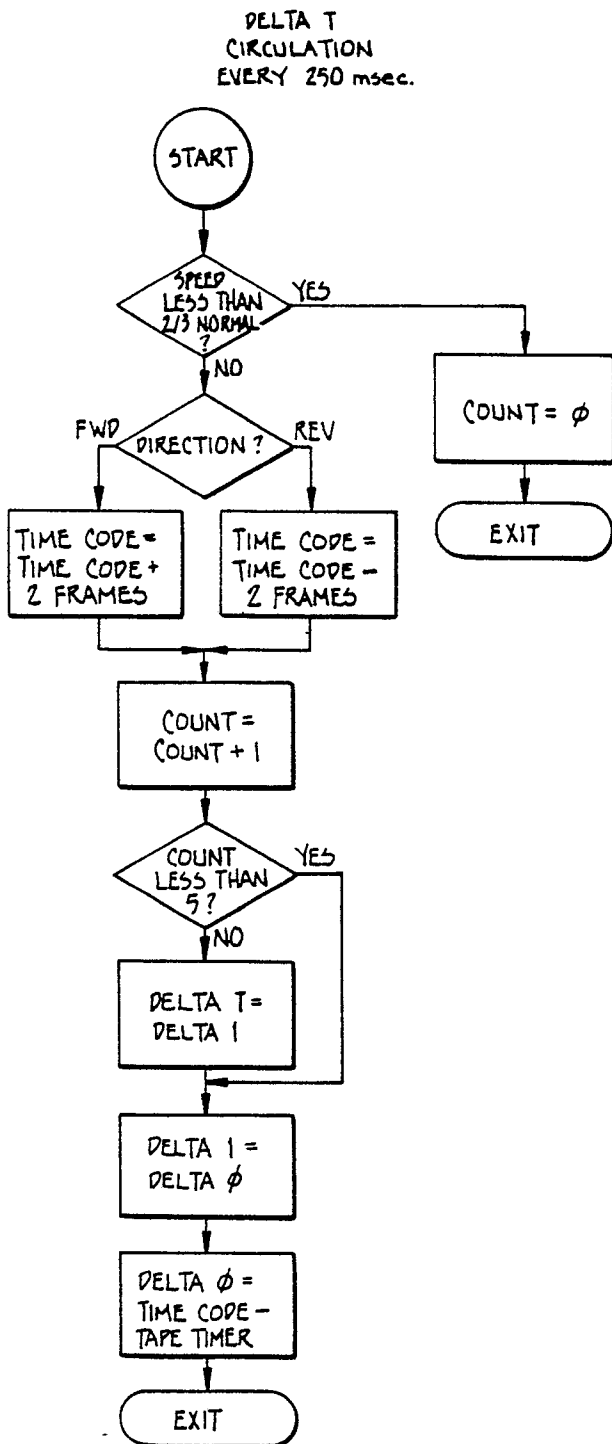 DELTA T
CIRCULATION
EVERY 250 msec.
START
SPEED
LESS THAN
2/3 NORMAL
?
YES
NO
COUNT = φ
EXIT
FWD
DIRECTION ?
REV
TIME CODE =
TIME CODE +
2 FRAMES
TIME CODE =
TIME CODE -
2 FRAMES
COUNT =
COUNT + 1
COUNT
LESS THAN
5 ?
YES
NO
DELTA T =
DELTA 1
DELTA 1 =
DELTA φ
DELTA φ =
TIME CODE -
TAPE TIMER
EXIT